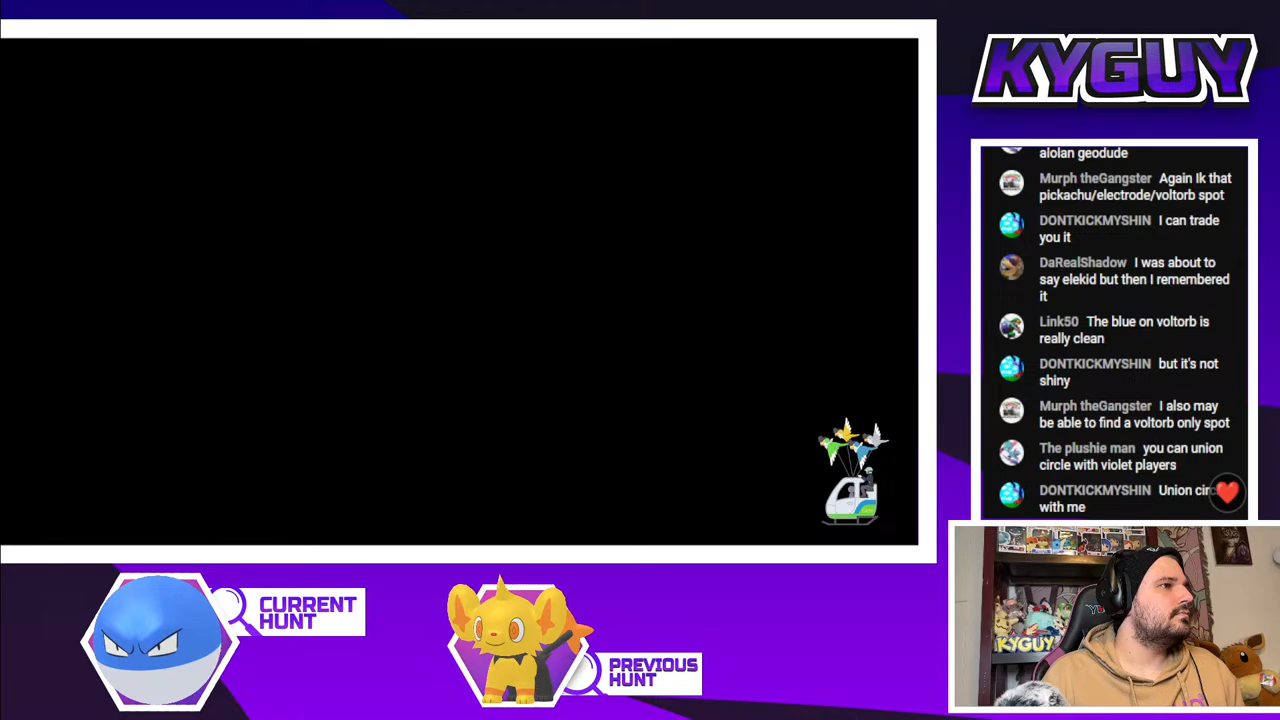 KYGUY
alolan geodude
Murph theGangster Again Ik that
pickachu/electrode/voltorb spot
DONTKICKMYSHIN I can trade
you it
DaRealShadow I was about to
say elekid but then I remembered
it
Link50 The blue on voltorb is
really clean
DONTKICKMYSHIN but it's not
shiny
Murph theGangster I also may
be able to find a voltorb only spot
The plushie man you can union
circle with violet players
DONTKICKMYSHIN Union
with me
KYGUY
CURRENT
HUNT
PREVIOUS
HUNT